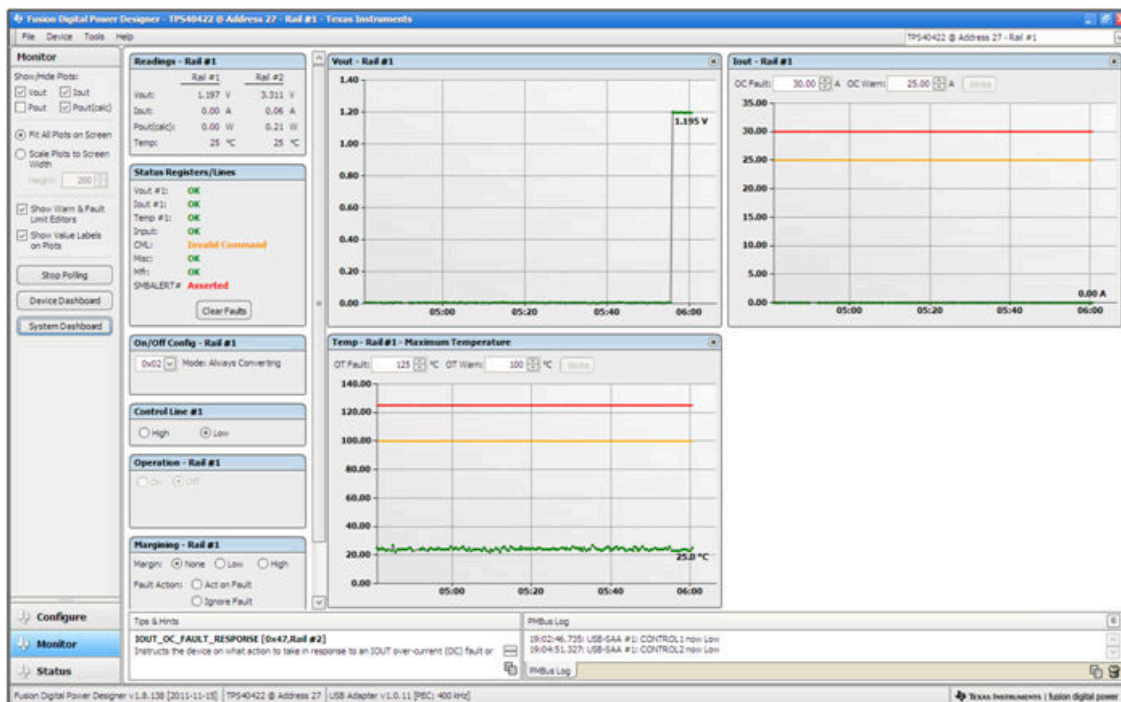 Fusion Digital Power Designer - TPS40422 @ Address 27 - Rail #1 - Texas Instruments
File Device Tools Help
TPS40422 @ Address 27 - Rail #1
Monitor
Show/Hide Plots:
Vout Iout
Pout Pout(calc)
Fit All Plots on Screen
Scale Plots to Screen
Width
Height: 200
Show Warn & Fault
Limit Editors
Show Value Labels
on Plots
Stop Polling
Device Dashboard
System Dashboard
Configure
Monitor
Status
Readings - Rail #1
Rail #1 Rail #2
Vout: 1.197 V 3.311 V
Iout: 0.00 A 0.06 A
Pout(calc): 0.00 W 0.21 W
Temp: 25 °C 25 °C
Status Registers/Lines
Vout #1: OK
Iout #1: OK
Temp #1: OK
Input: OK
CML: Invalid Command
Misc: OK
Mfr: OK
SMBALERT# Asserted
Clear Faults
On/Off Config - Rail #1
0x02 Mode: Always Converting
Control Line #1
High Low
Operation - Rail #1
On Off
Margining - Rail #1
Margin: None Low High
Fault Action: Act on Fault
Ignore Fault
Vout - Rail #1
1.40
1.20
1.00
0.80
0.60
0.40
0.20
0.00
1.195 V
05:00 05:20 05:40 06:00
Iout - Rail #1
OC Fault: 30.00 A OC Warn: 25.00 A Write
35.00
30.00
25.00
20.00
15.00
10.00
5.00
0.00
0.00 A
05:00 05:20 05:40 06:00
Temp - Rail #1 - Maximum Temperature
OT Fault: 125 °C OT Warn: 100 °C Write
140.00
120.00
100.00
80.00
60.00
40.00
20.00
0.00
25.0 °C
05:00 05:20 05:40 06:00
Tips & Hints
IOUT_OC_FAULT_RESPONSE [0x47,Rail #2]
Instructs the device on what action to take in response to an IOUT over-current (OC) fault or
PMBus Log
19:02:46.735: USB-SAA #1: CONTROL1 now Low
19:04:51.327: USB-SAA #1: CONTROL2 now Low
PMBus Log
Fusion Digital Power Designer v1.8.138 [2011-11-15] TPS40422 @ Address 27 USB Adapter v1.0.11 [PEC; 400 kHz]
TEXAS INSTRUMENTS | fusion digital power